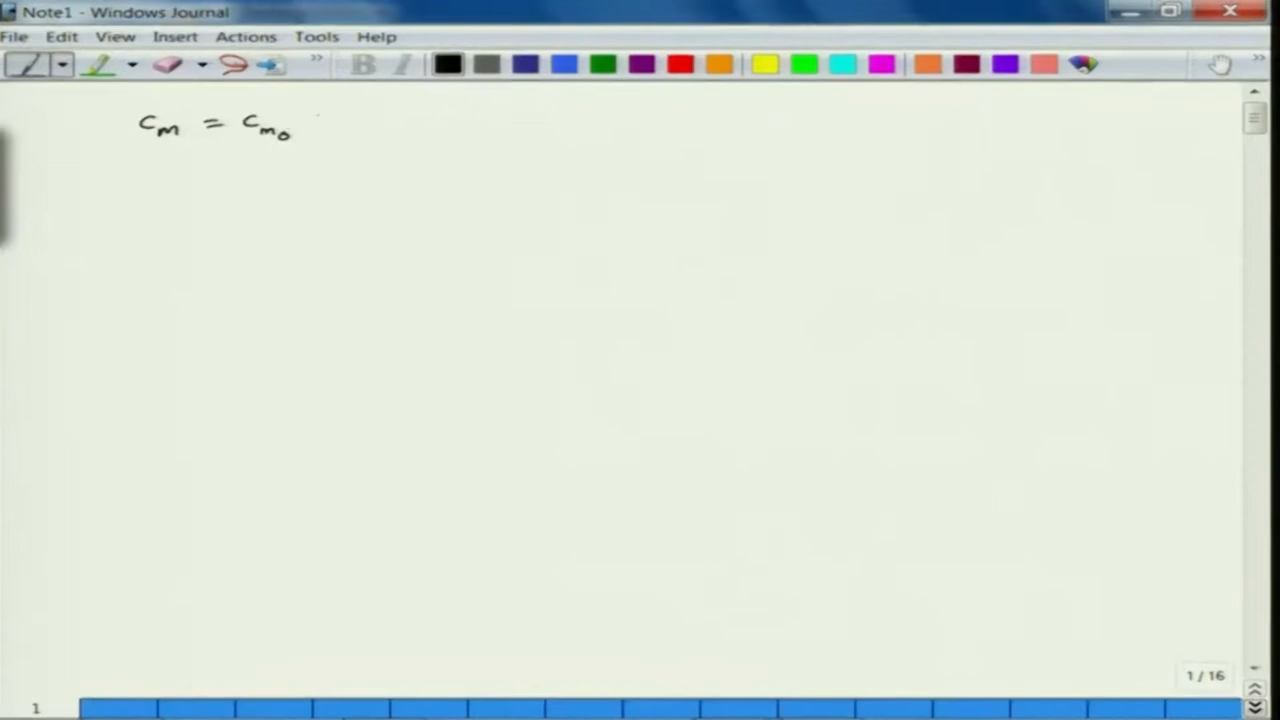 Note1 - Windows Journal
File Edit View Insert Actions Tools Help
B I
C_m = C_{m_0}
1 / 16
1